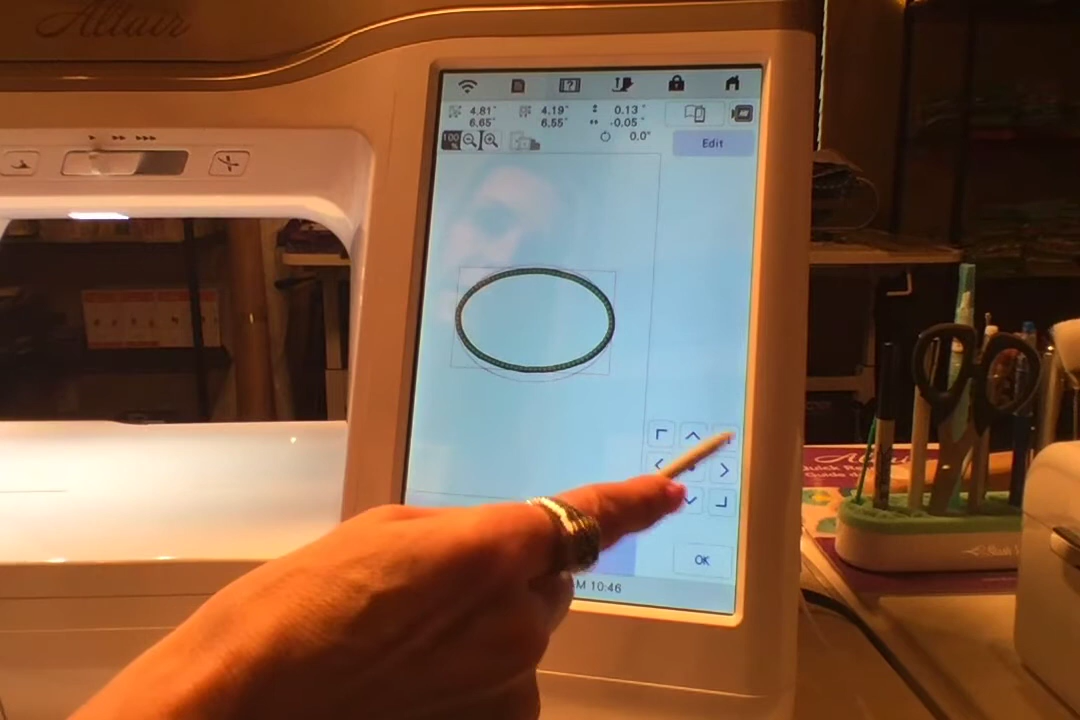 Altair
4.81" 4.19" 0.13"
6.65" 6.55" -0.05"
100 %
0.0°
Edit
OK
M 10:46
Altair